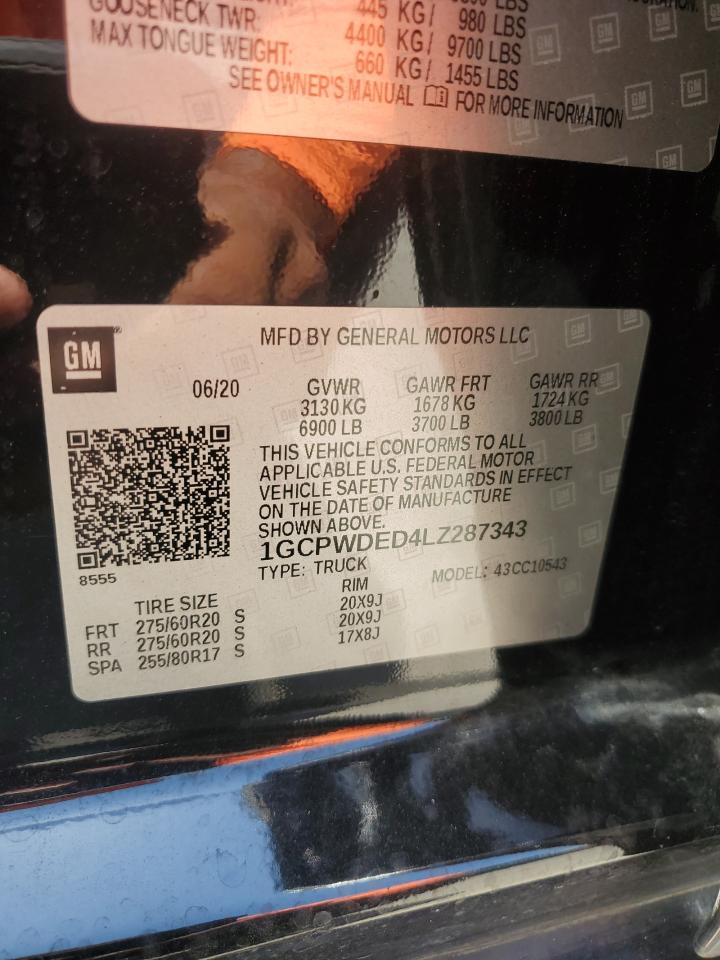 GOOSENECK TWR: 445 KG/ 980 LBS
MAX TONGUE WEIGHT: 4400 KG/ 9700 LBS
660 KG/ 1455 LBS
SEE OWNER'S MANUAL FOR MORE INFORMATION
GM
MFD BY GENERAL MOTORS LLC
06/20 GVWR GAWR FRT GAWR RR
3130 KG 1678 KG 1724 KG
6900 LB 3700 LB 3800 LB
THIS VEHICLE CONFORMS TO ALL
APPLICABLE U.S. FEDERAL MOTOR
VEHICLE SAFETY STANDARDS IN EFFECT
ON THE DATE OF MANUFACTURE
SHOWN ABOVE.
1GCPWDED4LZ287343
8555 TYPE: TRUCK MODEL: 43CC10543
TIRE SIZE RIM
FRT 275/60R20 S 20X9J
RR 275/60R20 S 20X9J
SPA 255/80R17 S 17X8J